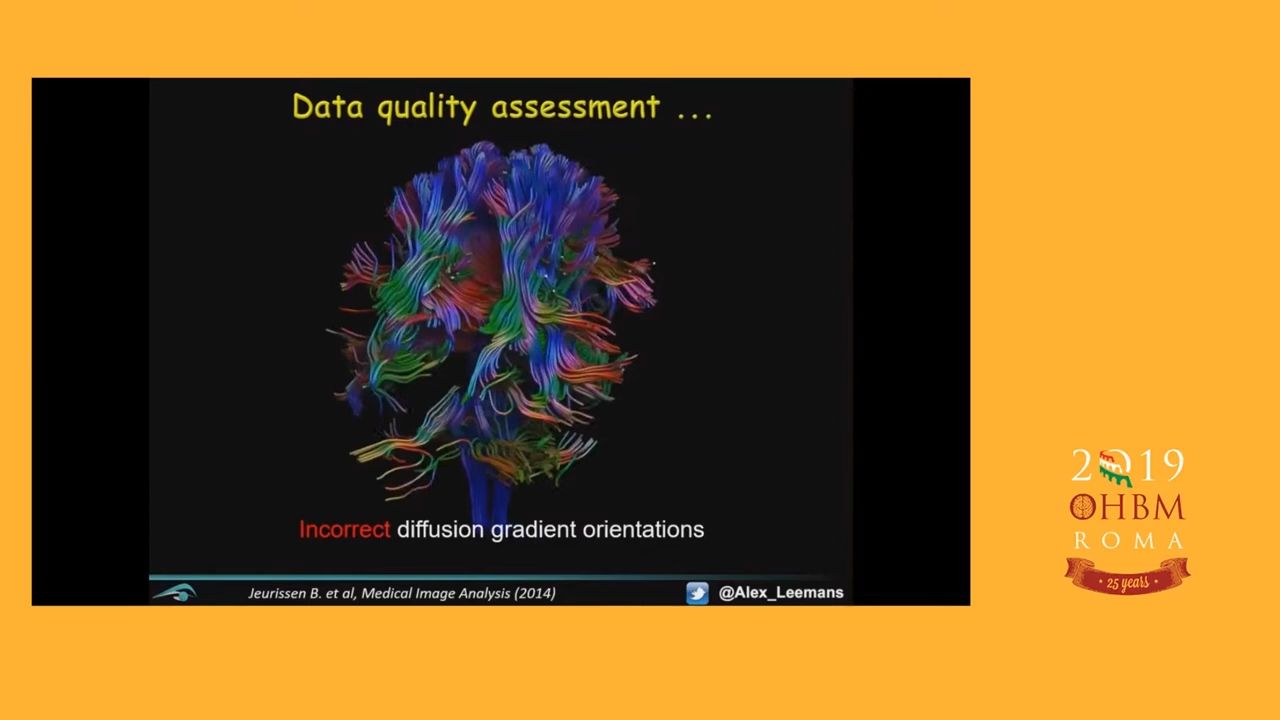 Data quality assessment ...
Incorrect diffusion gradient orientations
Jeurissen B. et al, Medical Image Analysis (2014)
@Alex_Leemans
2019
OHBM
ROMA
• 25 years •